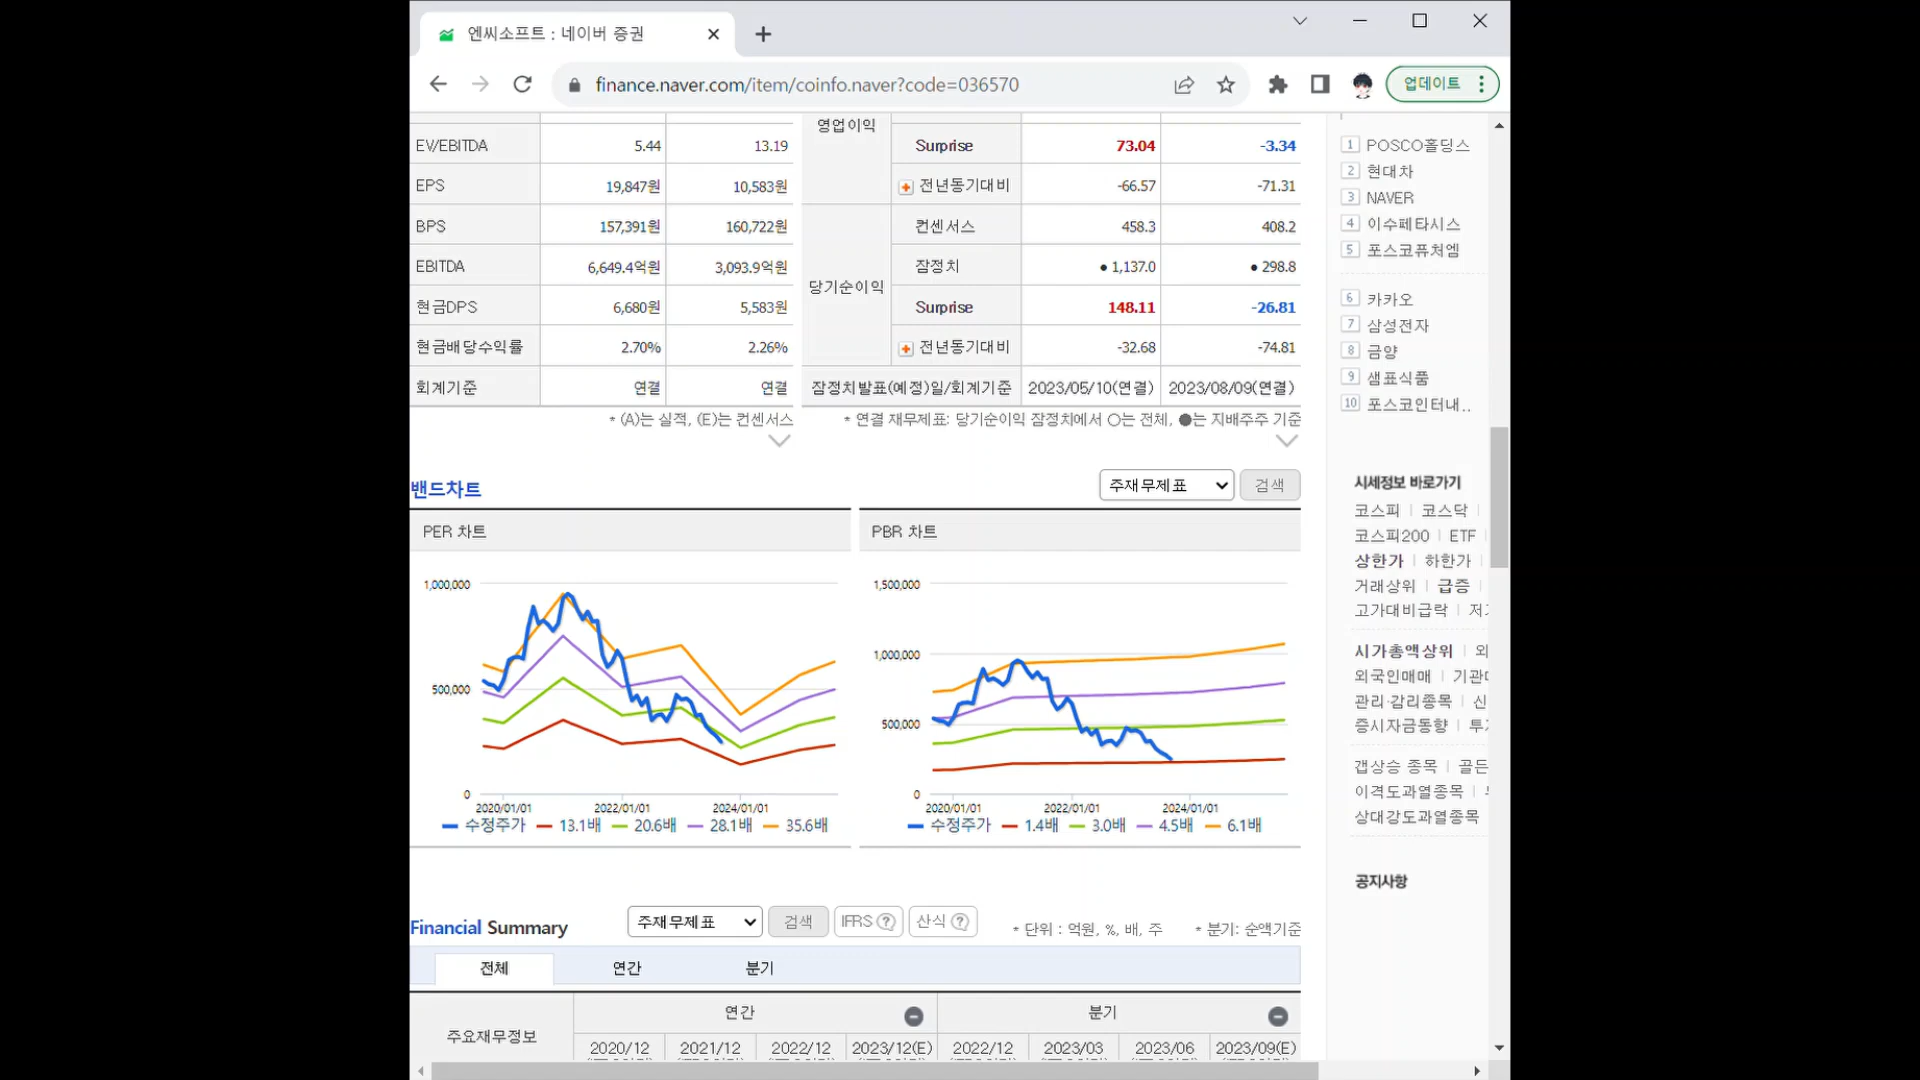 엔씨소프트 : 네이버 증권
finance.naver.com/item/coinfo.naver?code=036570
업데이트
EV/EBITDA 5.44 13.19
EPS 19,847원 10,583원
BPS 157,391원 160,722원
EBITDA 6,649.4억원 3,093.9억원
현금DPS 6,680원 5,583원
현금배당수익률 2.70% 2.26%
회계기준 연결 연결
* (A)는 실적, (E)는 컨센서스
영업이익
Surprise 73.04 -3.34
전년동기대비 -66.57 -71.31
당기순이익
컨센서스 458.3 408.2
잠정치 ●1,137.0 ●298.8
Surprise 148.11 -26.81
전년동기대비 -32.68 -74.81
잠정치발표(예정)일/회계기준 2023/05/10(연결) 2023/08/09(연결)
* 연결 재무제표: 당기순이익 잠정치에서 ○는 전체, ●는 지배주주 기준
밴드차트
주재무제표 검색
PER 차트
1,000,000
500,000
0
2020/01/01 2022/01/01 2024/01/01
수정주가 13.1배 20.6배 28.1배 35.6배
PBR 차트
1,500,000
1,000,000
500,000
0
2020/01/01 2022/01/01 2024/01/01
수정주가 1.4배 3.0배 4.5배 6.1배
Financial Summary
주재무제표 검색 IFRS ? 산식 ?
* 단위 : 억원, %, 배, 주 * 분기: 순액기준
전체 연간 분기
주요재무정보
연간 분기
2020/12 2021/12 2022/12 2023/12(E) 2022/12 2023/03 2023/06 2023/09(E)
1 POSCO홀딩스
2 현대차
3 NAVER
4 이수페타시스
5 포스코퓨처엠
6 카카오
7 삼성전자
8 금양
9 샘표식품
10 포스코인터내..
시세정보 바로가기
코스피 코스닥
코스피200 ETF
상한가 하한가
거래상위 급증
고가대비급락
시가총액상위 외
외국인매매 기관
관리·감리종목 신
증시자금동향 투
갭상승 종목 골든
이격도과열종목
상대강도과열종목
공지사항